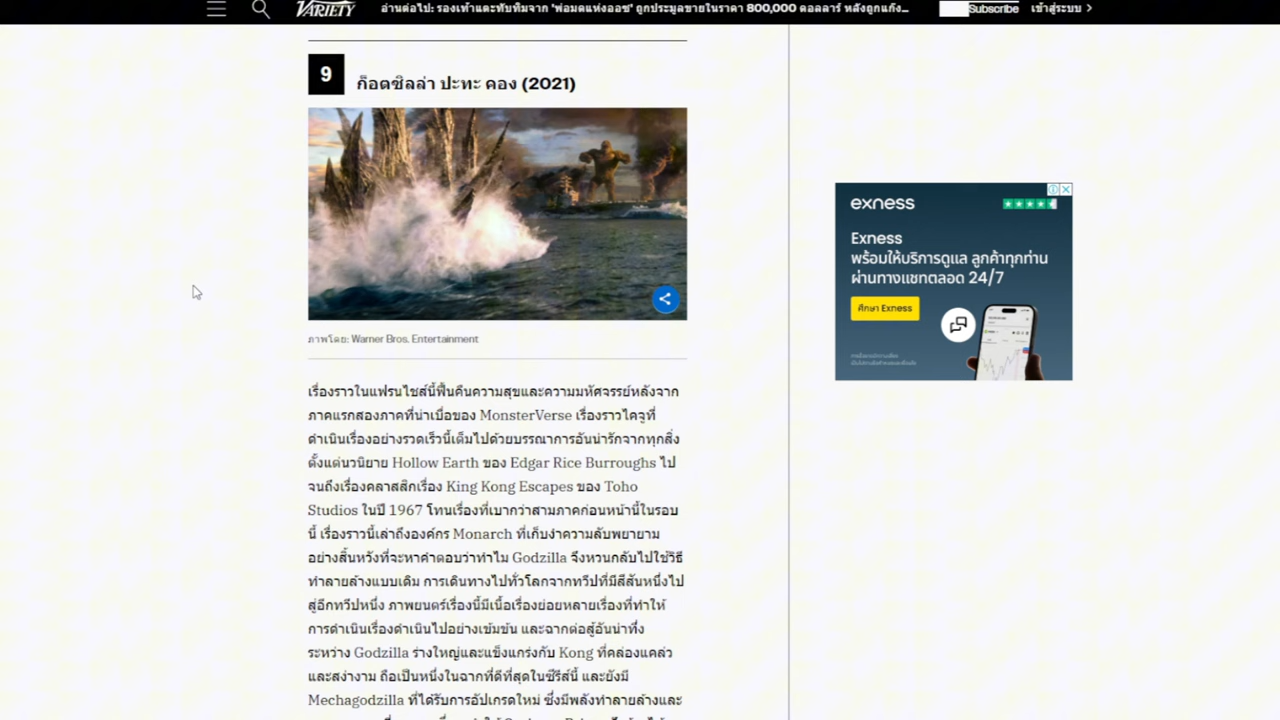 VARIETY
อ่านต่อไป: รองเท้าแตะทับทิมจาก 'พ่อมดแห่งออซ' ถูกประมูลขายในราคา 800,000 ดอลลาร์ หลังถูกแก๊ง...
Subscribe
เข้าสู่ระบบ
9
ก็อตซิลล่า ปะทะ คอง (2021)
ภาพโดย: Warner Bros. Entertainment
เรื่องราวในแฟรนไชส์นี้ฟื้นคืนความสุขและความมหัศจรรย์หลังจาก
ภาคแรกสองภาคที่น่าเบื่อของ MonsterVerse เรื่องราวไคจูที่
ดำเนินเรื่องอย่างรวดเร็วนี้เต็มไปด้วยบรรณาการอันน่ารักจากทุกสิ่ง
ตั้งแต่นวนิยาย Hollow Earth ของ Edgar Rice Burroughs ไป
จนถึงเรื่องคลาสสิกเรื่อง King Kong Escapes ของ Toho
Studios ในปี 1967 โทนเรื่องที่เบากว่าสามภาคก่อนหน้านี้ในรอบ
นี้ เรื่องราวนี้เล่าถึงองค์กร Monarch ที่เก็บงำความลับพยายาม
อย่างสิ้นหวังที่จะหาคำตอบว่าทำไม Godzilla จึงหวนกลับไปใช้วิธี
ทำลายล้างแบบเดิม การเดินทางไปทั่วโลกจากทวีปที่มีสีสันหนึ่งไป
สู่อีกทวีปหนึ่ง ภาพยนตร์เรื่องนี้มีเนื้อเรื่องย่อยหลายเรื่องที่ทำให้
การดำเนินเรื่องดำเนินไปอย่างเข้มข้น และฉากต่อสู้อันน่าทึ่ง
ระหว่าง Godzilla ร่างใหญ่และแข็งแกร่งกับ Kong ที่คล่องแคล่ว
และสง่างาม ถือเป็นหนึ่งในฉากที่ดีที่สุดในซีรีส์นี้ และยังมี
Mechagodzilla ที่ได้รับการอัปเกรดใหม่ ซึ่งมีพลังทำลายล้างและ
exness
Exness
พร้อมให้บริการดูแล ลูกค้าทุกท่าน
ผ่านทางแชทตลอด 24/7
ศึกษา Exness